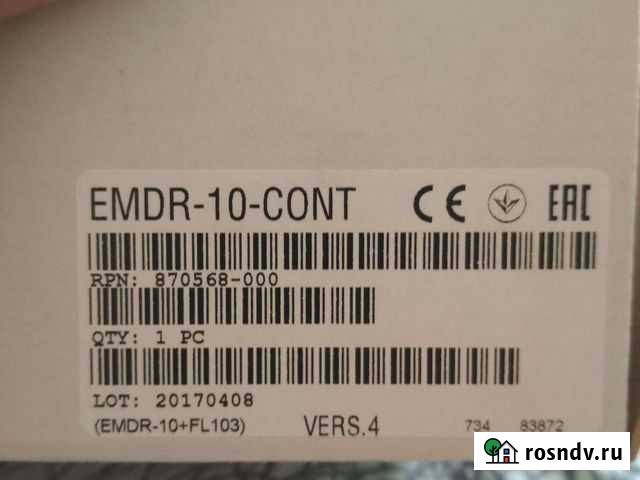 EMDR-10-CONT CE EAC
RPN: 870568-000
QTY: 1 PC
LOT: 20170408
(EMDR-10+FL103) VERS.4 734 83872
rosndv.ru